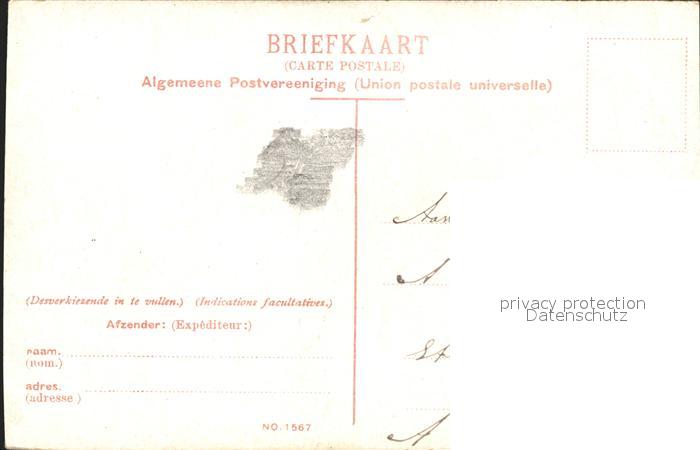 BRIEFKAART
(CARTE POSTALE)
Algemeene Postvereeniging (Union postale universelle)
(Desverkiezende in te vullen.) (Indications facultatives.)
Afzender: (Expéditeur:)
naam.
(nom.)
adres.
(adresse)
NO. 1567
Aan
A
A
privacy protection
Datenschutz